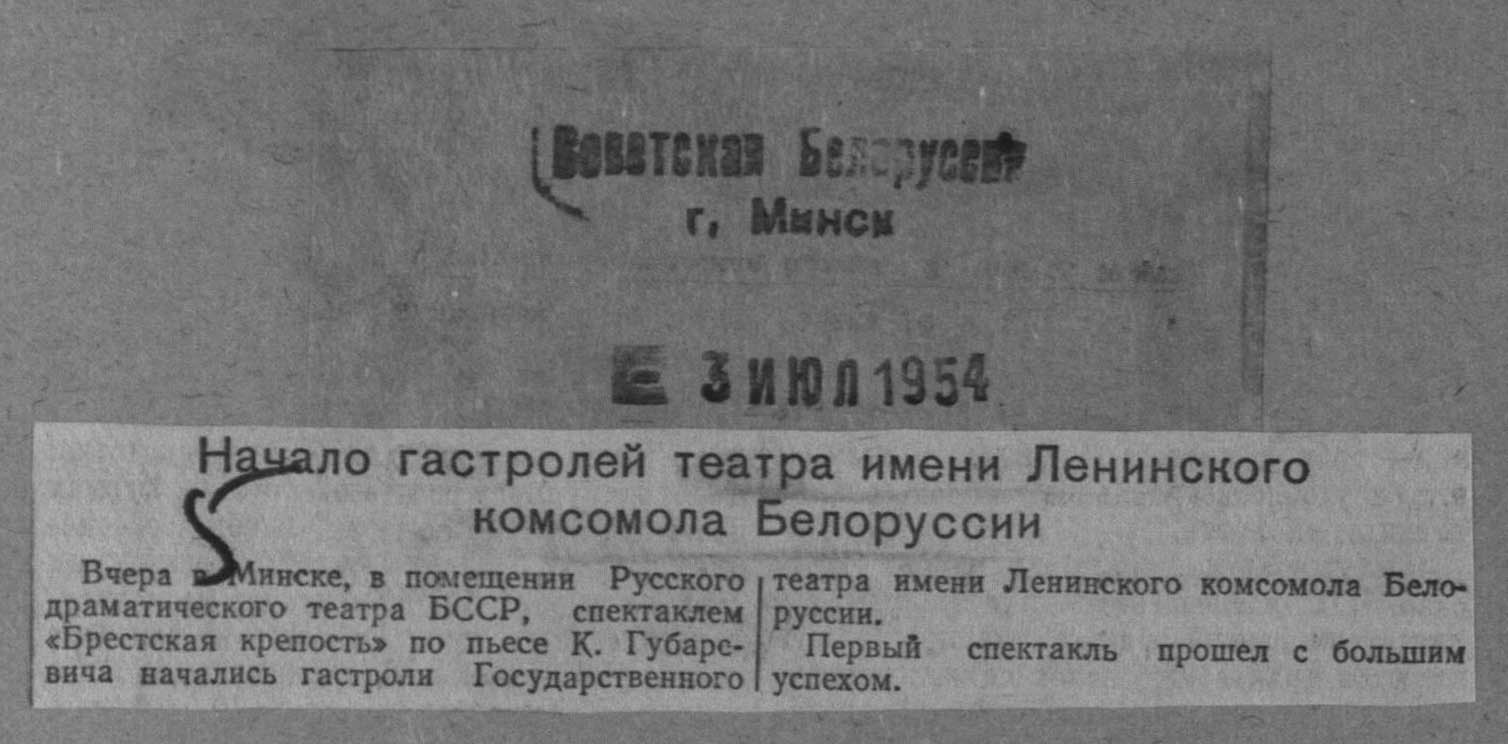 Советская Белоруссия
г. Минск
3 ИЮЛ 1954
Начало гастролей театра имени Ленинского
комсомола Белоруссии
Вчера в Минске, в помещении Русского
драматического театра БССР, спектаклем
«Брестская крепость» по пьесе К. Губаре-
вича начались гастроли Государственного
театра имени Ленинского комсомола Бело-
руссии.
Первый спектакль прошел с большим
успехом.